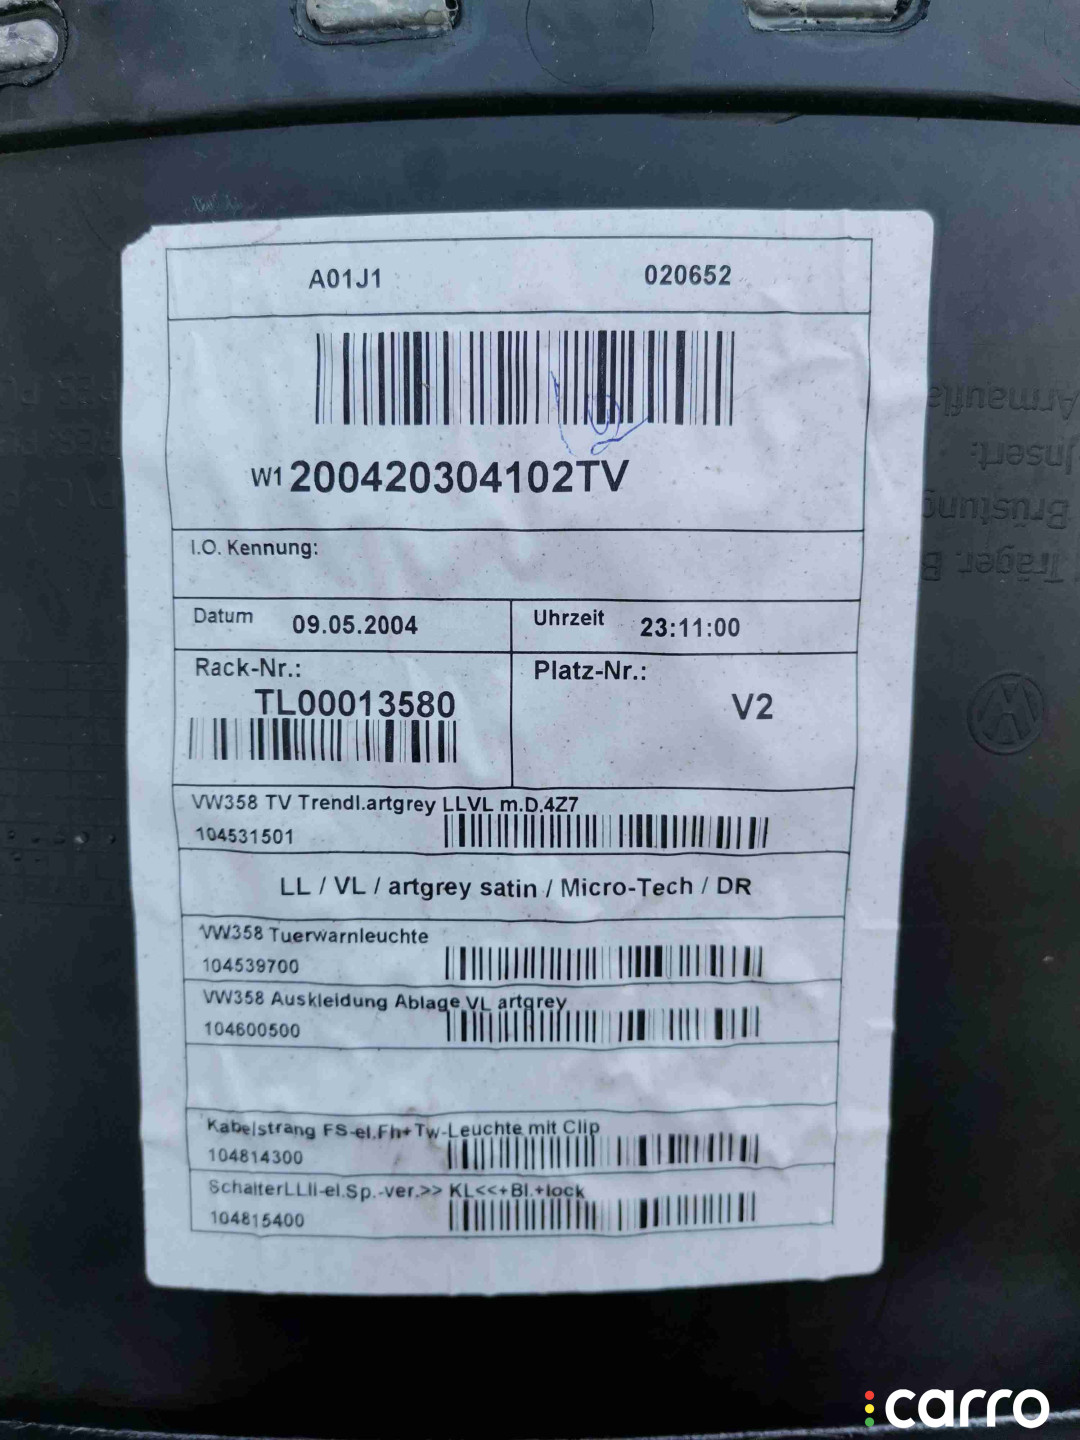 A01J1 020652
W1 200420304102TV
I.O. Kennung:
Datum 09.05.2004 Uhrzeit 23:11:00
Rack-Nr.: Platz-Nr.:
TL00013580 V2
VW358 TV Trendl.artgrey LLVL m.D.4Z7
104531501
LL / VL / artgrey satin / Micro-Tech / DR
VW358 Tuerwarnleuchte
104539700
VW358 Auskleidung Ablage VL artgrey
104600500
Kabelstrang FS-el.Fh+Tw-Leuchte mit Clip
104814300
SchalterLLII-el.Sp.-ver.>> KL<<+Bl.+lock
104815400
Träger. B
Brüstung
Jnsert:
Armaufla
carro